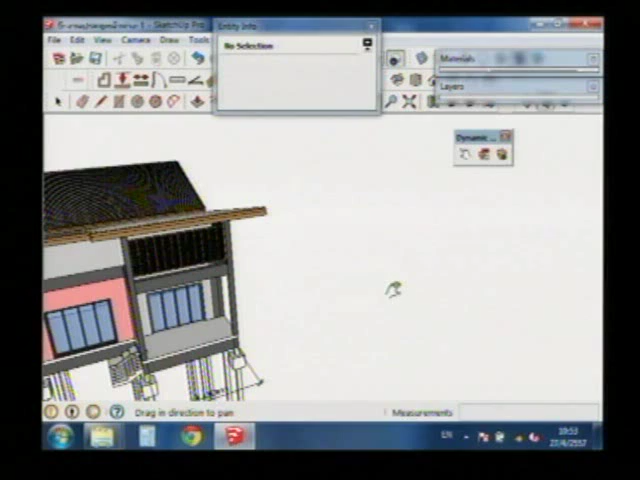 SketchUp Pro
Entity Info
File Edit View Camera Draw Tools
No Selection
Materials
Layers
Dynamic ...
Drag in direction to pan
Measurements
EN
10:53
27/6/2557